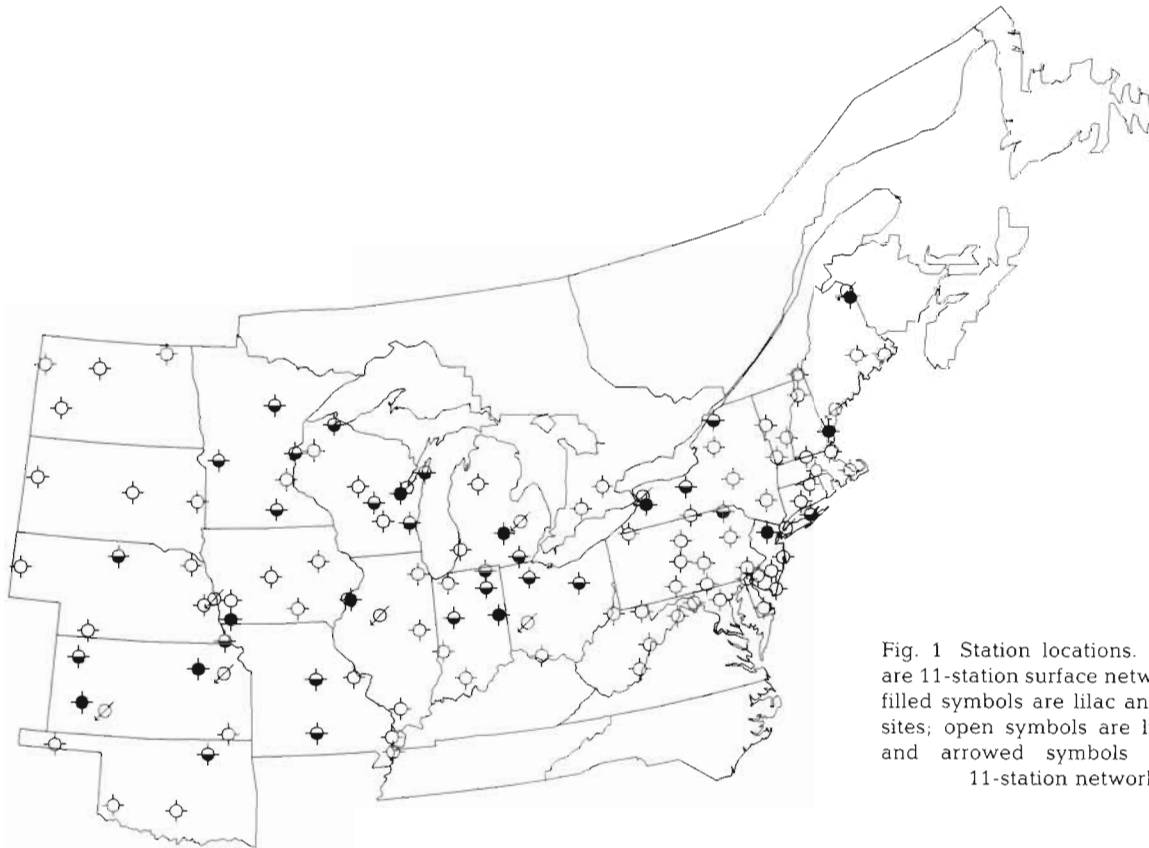 Fig. 1 Station locations.
are 11-station surface netw
filled symbols are lilac an
sites; open symbols are l
and arrowed symbols
11-station network